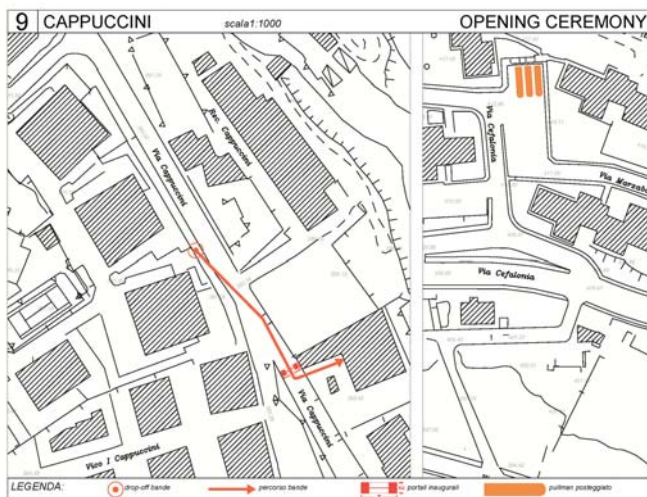 9 CAPPUCCINI scala1:1000 OPENING CEREMONY
Via Cappuccini
Rec. Cappuccini
Via Cappuccini
Vico I Cappuccini
Via Cefalonia
Via Marzab
Via Cefalonia
LEGENDA: drop-off bande percorso bande portali inaugurali pullman posteggiato